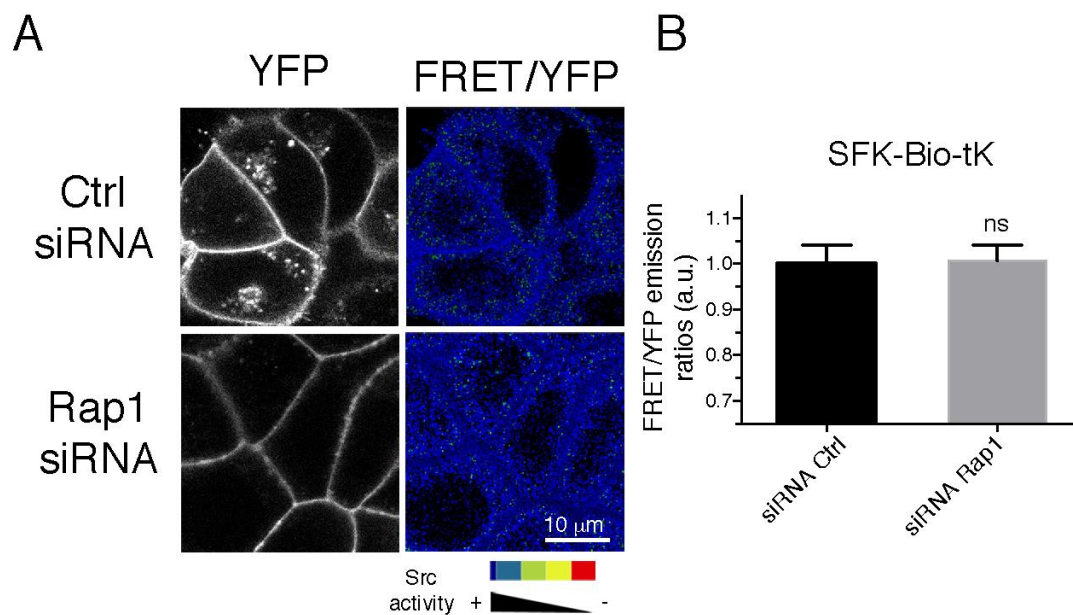 A
YFP
FRET/YFP
Ctrl
siRNA
Rap1
siRNA
10 μm
Src
activity
+
-
B
SFK-Bio-tK
FRET/YFP emission
ratios (a.u.)
1.1
1.0
0.9
0.8
0.7
ns
siRNA Ctrl
siRNA Rap1